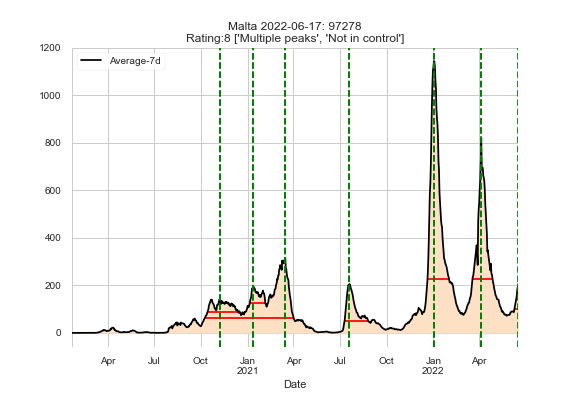 Malta 2022-06-17: 97278
Rating:8 ['Multiple peaks', 'Not in control']
Average-7d
1200
1000
800
600
400
200
0
Apr Jul Oct Jan Apr Jul Oct Jan Apr
2021 2022
Date